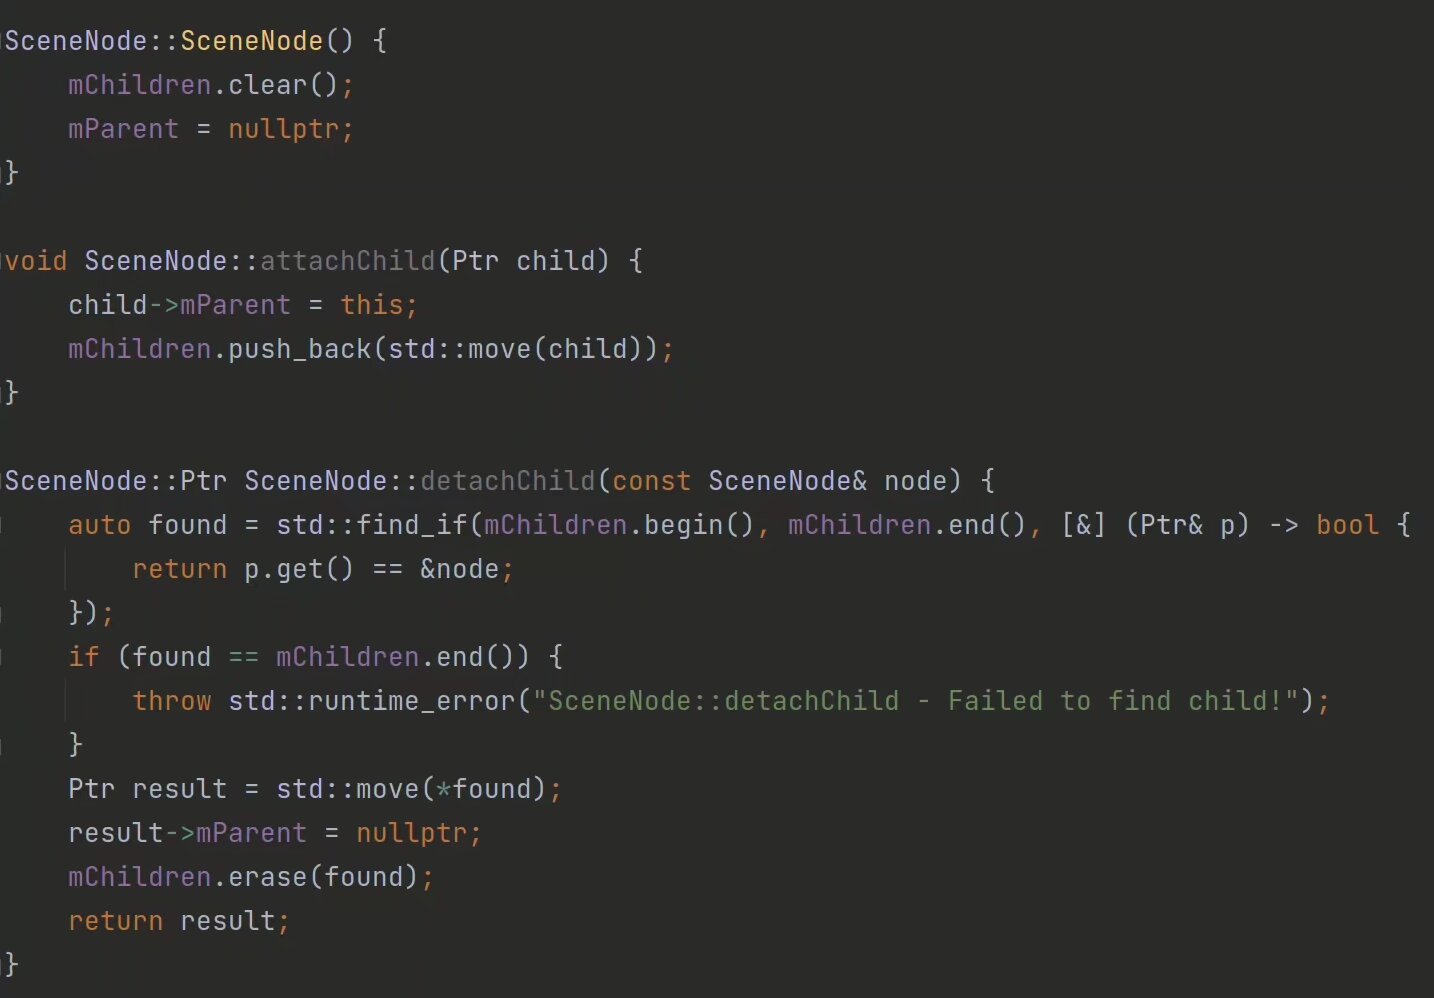 SceneNode::SceneNode() {
    mChildren.clear();
    mParent = nullptr;
}
void SceneNode::attachChild(Ptr child) {
    child->mParent = this;
    mChildren.push_back(std::move(child));
}
SceneNode::Ptr SceneNode::detachChild(const SceneNode& node) {
    auto found = std::find_if(mChildren.begin(), mChildren.end(), [&] (Ptr& p) -> bool {
        return p.get() == &node;
    });
    if (found == mChildren.end()) {
        throw std::runtime_error("SceneNode::detachChild - Failed to find child!");
    }
    Ptr result = std::move(*found);
    result->mParent = nullptr;
    mChildren.erase(found);
    return result;
}